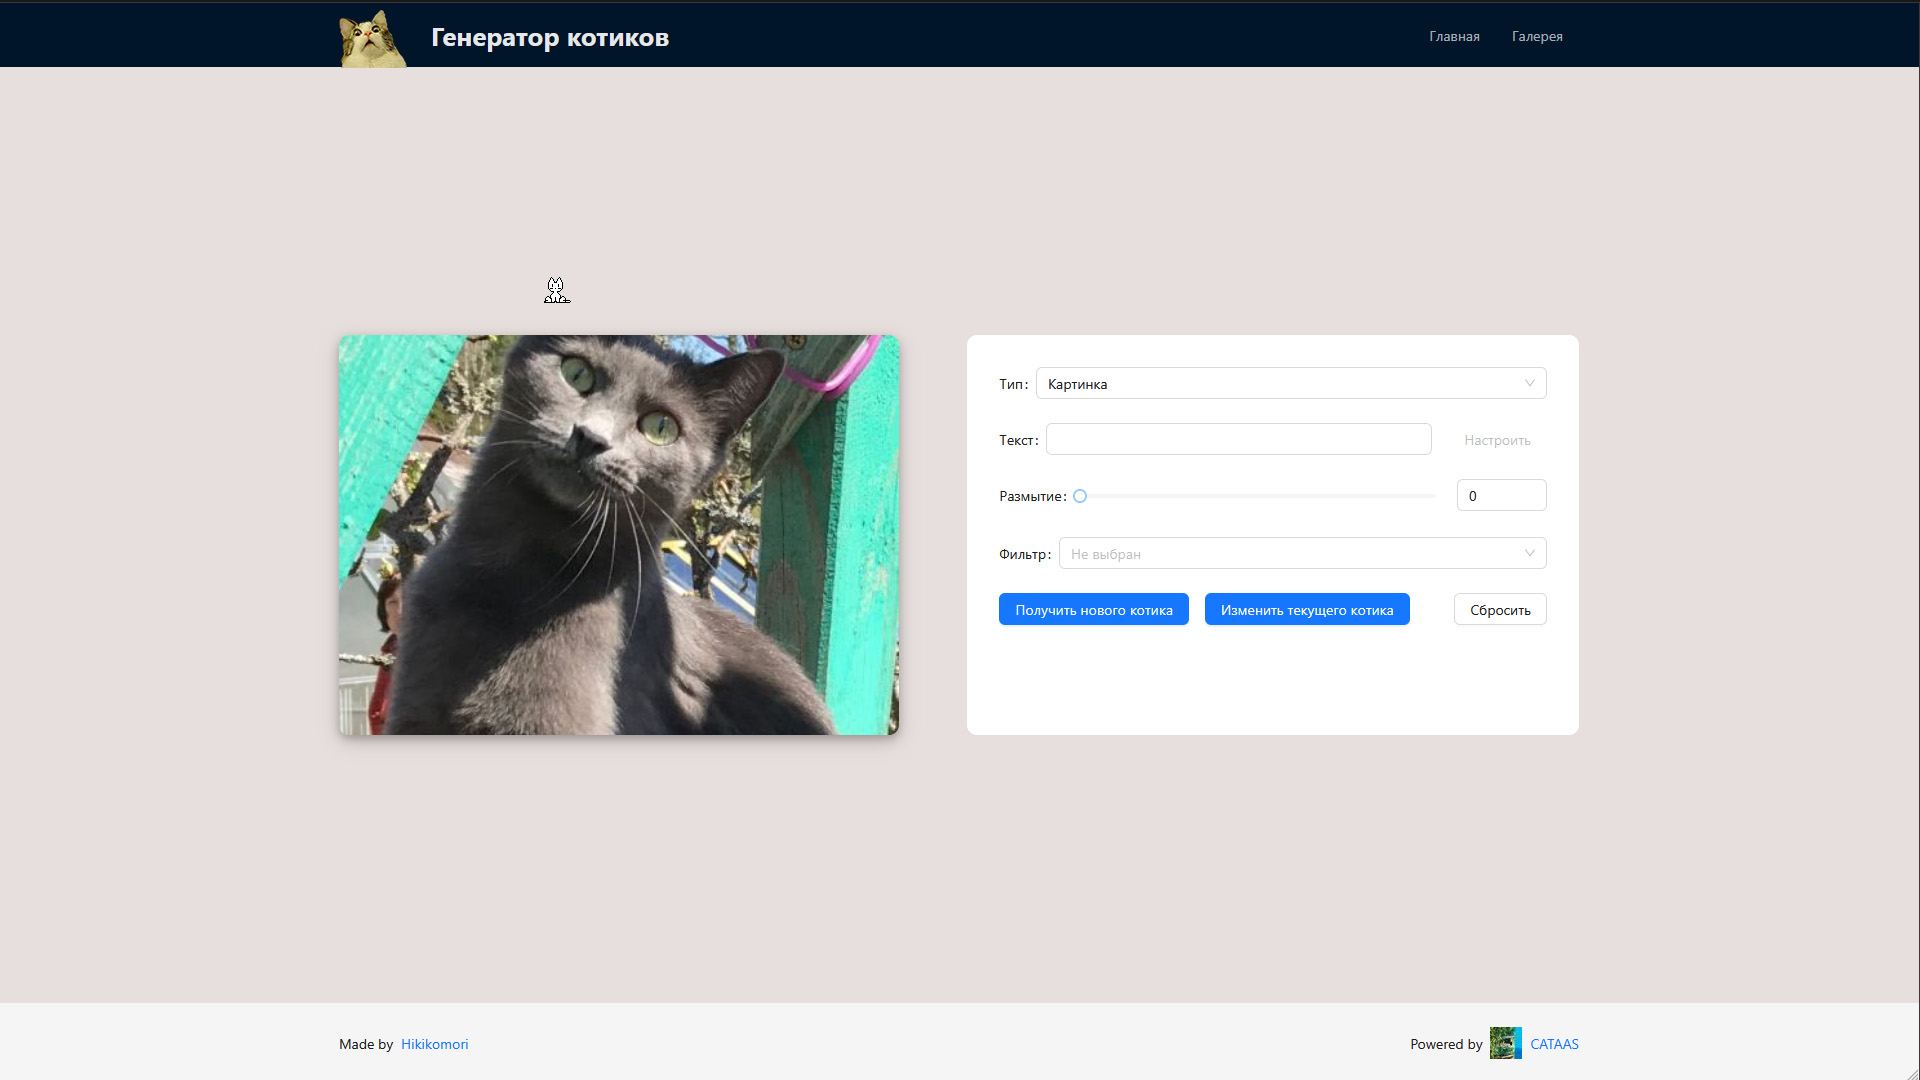 Генератор котиков
Главная
Галерея
Тип:
Картинка
Текст:
Настроить
Размытие:
0
Фильтр:
Не выбран
Получить нового котика
Изменить текущего котика
Сбросить
Made by Hikikomori
Powered by CATAAS